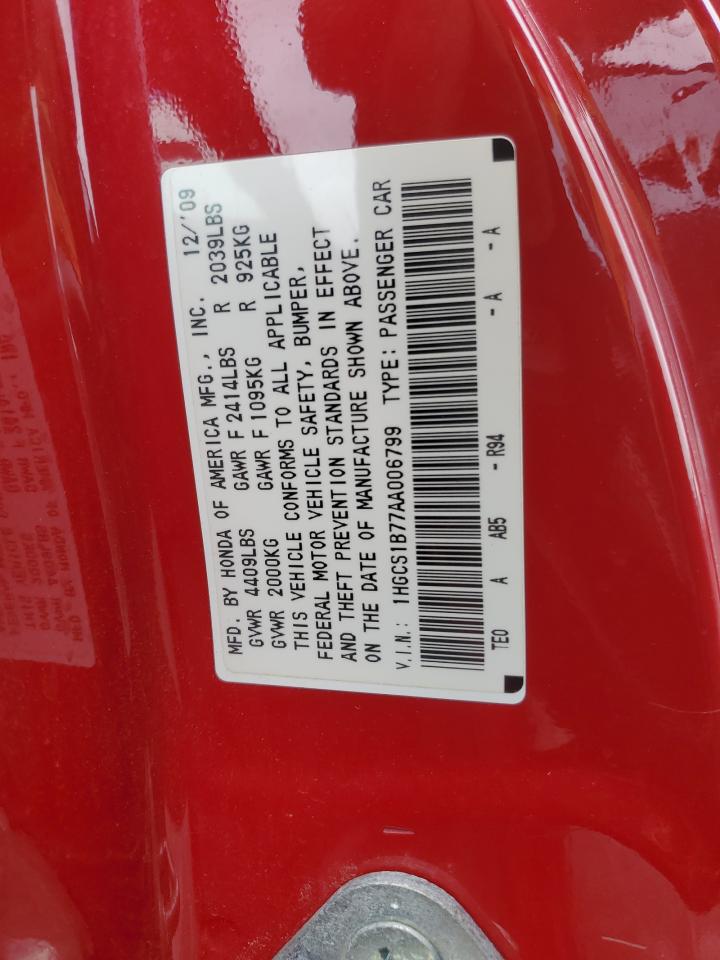 MFD. BY HONDA OF AMERICA MFG., INC. 12/'09
GVWR 4409LBS GAWR F 2414LBS R 2039LBS
GVWR 2000KG GAWR F 1095KG R 925KG
THIS VEHICLE CONFORMS TO ALL APPLICABLE
FEDERAL MOTOR VEHICLE SAFETY, BUMPER,
AND THEFT PREVENTION STANDARDS IN EFFECT
ON THE DATE OF MANUFACTURE SHOWN ABOVE.
V.I.N.: 1HGCS1B77AA006799 TYPE: PASSENGER CAR
TE0 A AB5 - R94 - A - A